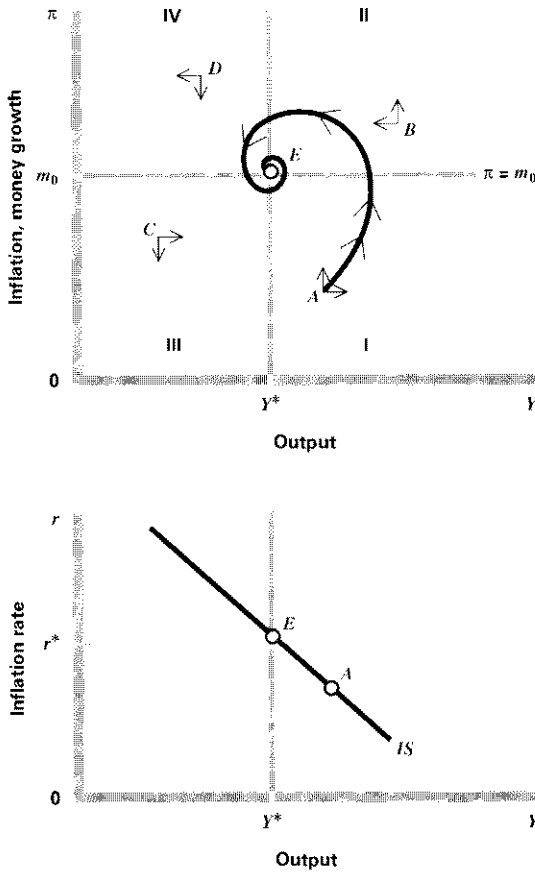 π
IV
II
D
B
E
m₀
π = m₀
C
A
III
I
0
Y*
Y
Output
Inflation, money growth
r
E
r*
A
IS
0
Y*
Y
Output
Inflation rate